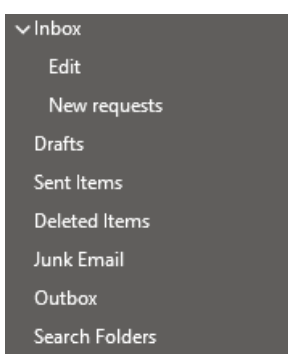 Inbox
Edit
New requests
Drafts
Sent Items
Deleted Items
Junk Email
Outbox
Search Folders